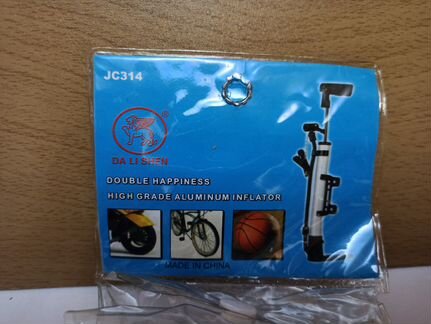 JC314
DA LI SHEN
DOUBLE HAPPINESS
HIGH GRADE ALUMINUM INFLATOR
MADE IN CHINA